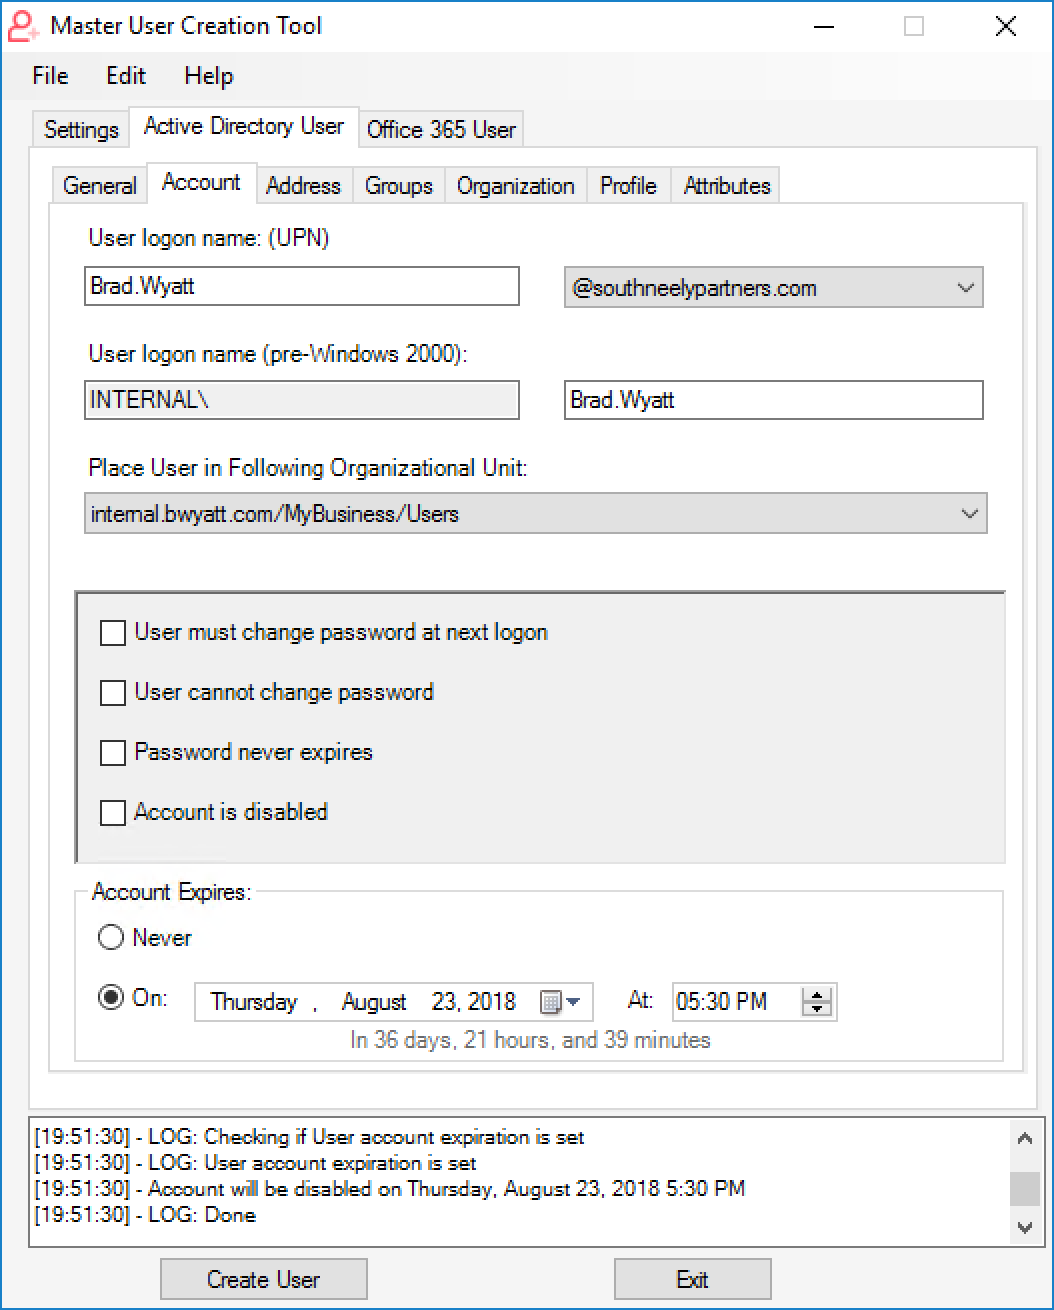 Master User Creation Tool
File Edit Help
Settings Active Directory User Office 365 User
General Account Address Groups Organization Profile Attributes
User logon name: (UPN)
Brad.Wyatt @southneelypartners.com
User logon name (pre-Windows 2000):
INTERNAL\ Brad.Wyatt
Place User in Following Organizational Unit:
internal.bwyatt.com/MyBusiness/Users
User must change password at next logon
User cannot change password
Password never expires
Account is disabled
Account Expires:
Never
On: Thursday , August 23, 2018 At: 05:30 PM
In 36 days, 21 hours, and 39 minutes
[19:51:30] - LOG: Checking if User account expiration is set
[19:51:30] - LOG: User account expiration is set
[19:51:30] - Account will be disabled on Thursday, August 23, 2018 5:30 PM
[19:51:30] - LOG: Done
Create User Exit